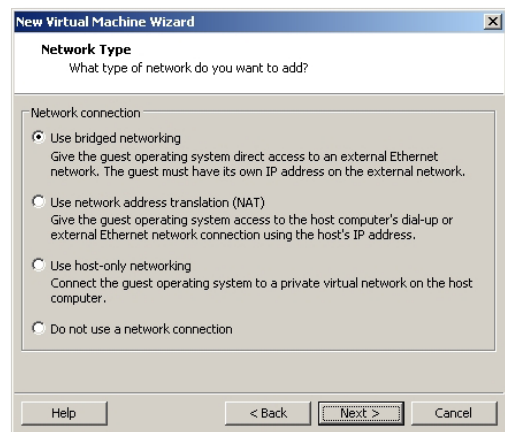 New Virtual Machine Wizard
Network Type
What type of network do you want to add?
Network connection
Use bridged networking
Give the guest operating system direct access to an external Ethernet
network. The guest must have its own IP address on the external network.
Use network address translation (NAT)
Give the guest operating system access to the host computer's dial-up or
external Ethernet network connection using the host's IP address.
Use host-only networking
Connect the guest operating system to a private virtual network on the host
computer.
Do not use a network connection
Help
< Back
Next >
Cancel